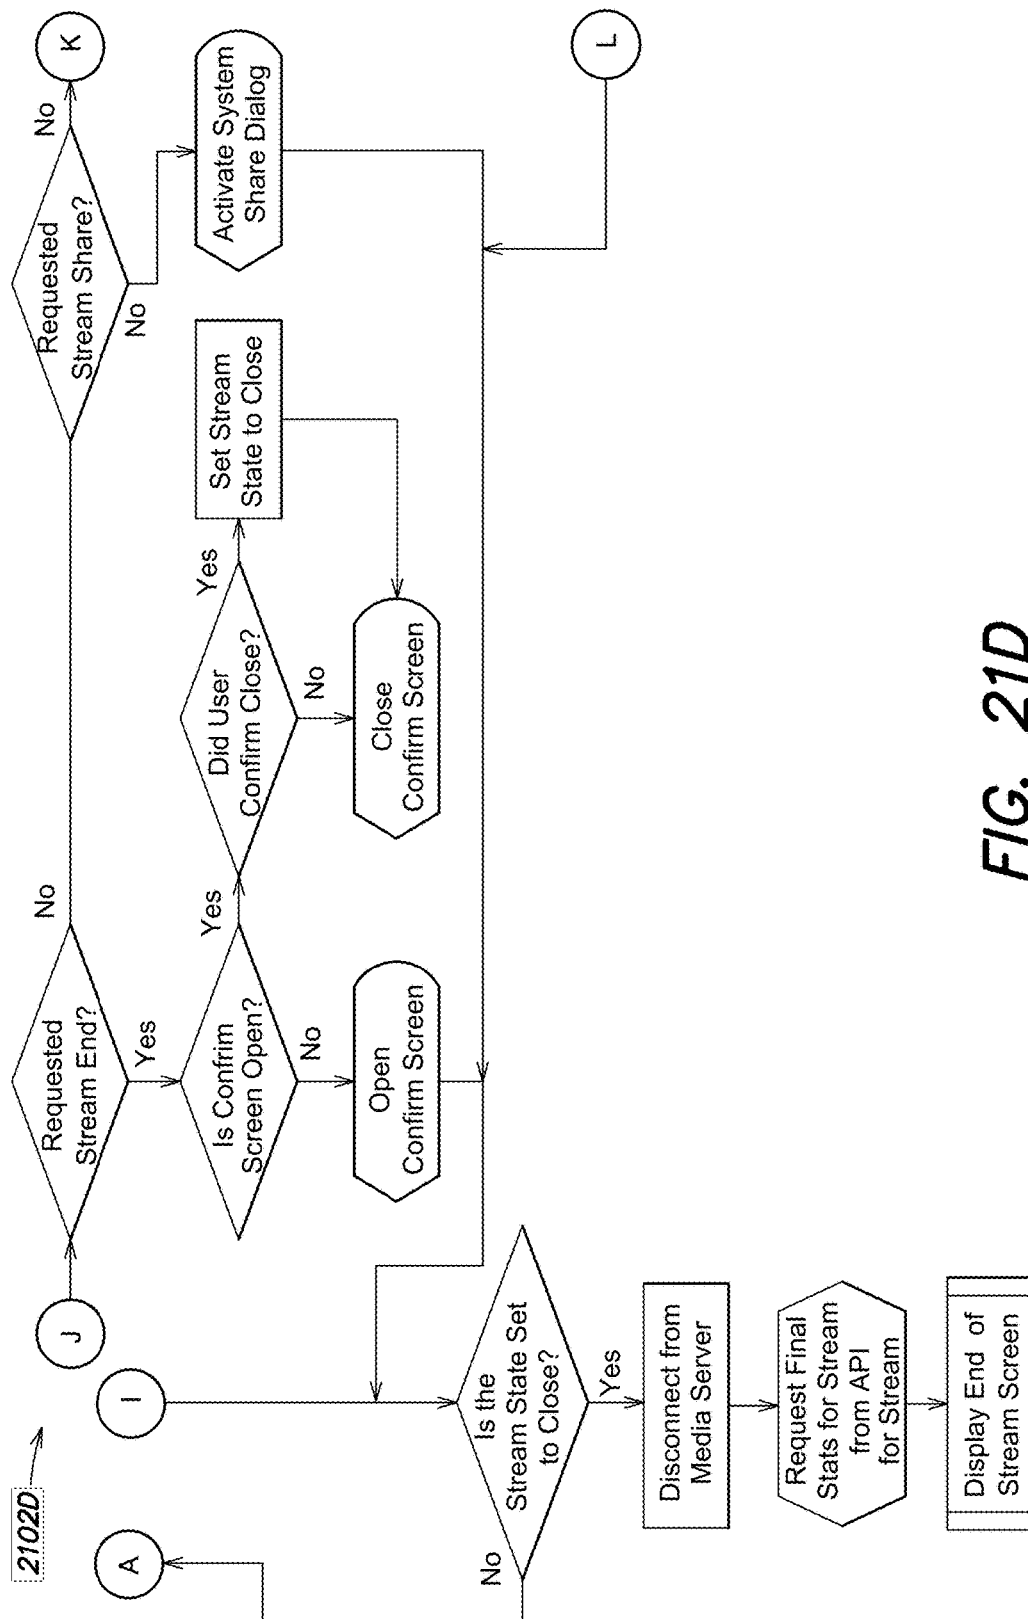 2102D
A
I
J
Requested
Stream End?
No
Yes
Requested
Stream Share?
No
K
No
Is Confrim
Screen Open?
Yes
No
Did User
Confirm Close?
Yes
No
Set Stream
State to Close
Activate System
Share Dialog
Open
Confirm Screen
Close
Confirm Screen
L
Is the
Stream State Set
to Close?
No
Yes
Disconnect from
Media Server
Request Final
Stats for Stream
from API
for Stream
Display End of
Stream Screen
FIG. 21D